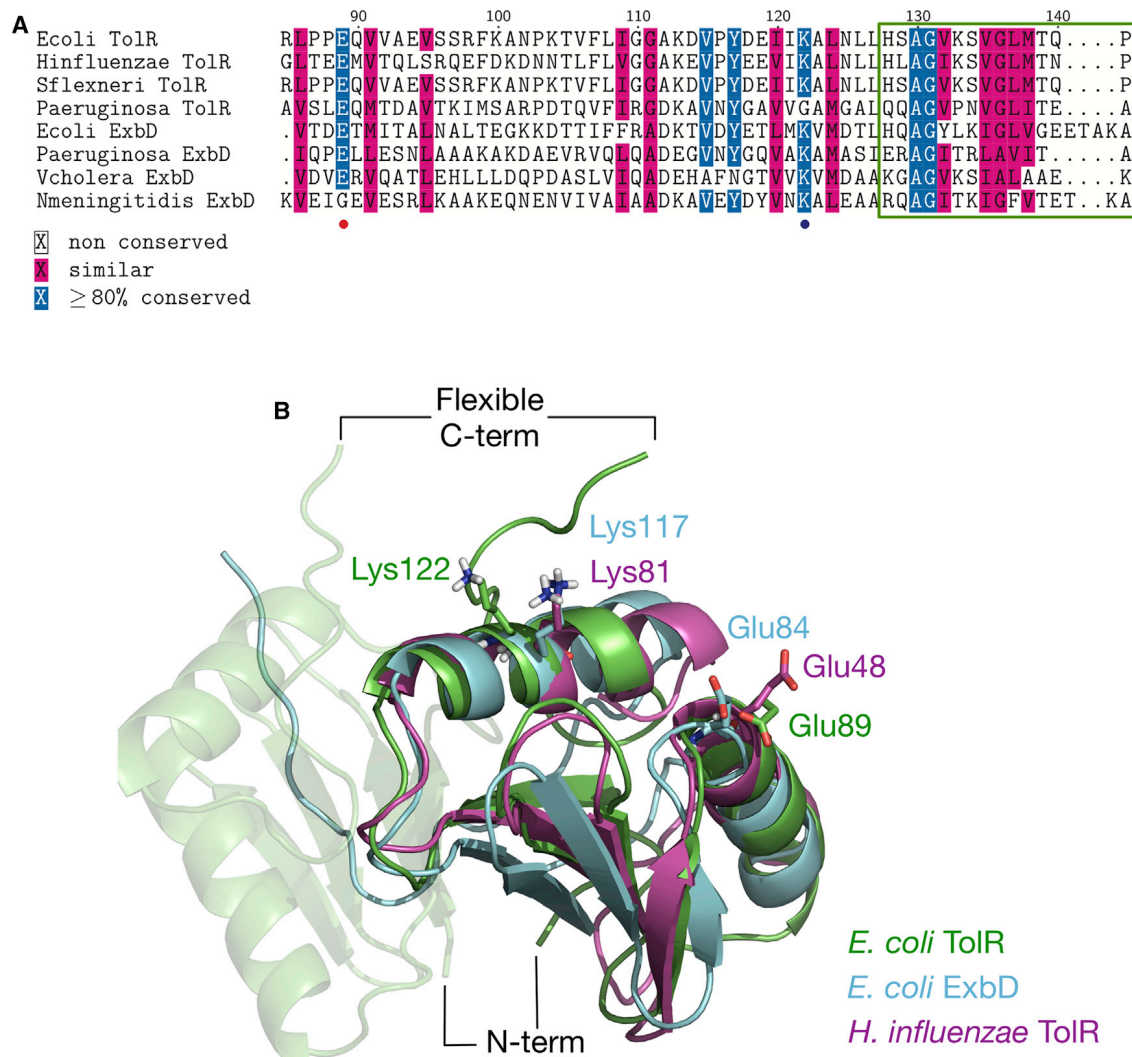 A
90 100 110 120 130 140
Ecoli TolR RLPPEQVVAEVSSRFKANPKTVFLIGGAKDVPYDEIIKALNLLHSAGVKSVGLMTQ....P
Hinfluenzae TolR GLTEEMVTQLSRQEFDKDNNTLFLVGGAKEVPYEEVIKALNLLHLAGVKSVGLMTN....P
Sflexneri TolR RLPPEQVVAEVSSRFKANPKTVFLIGGAKDVPYDEIIKALNLLHSAGVKSVGLMTQ....P
Paeruginosa TolR AVSLEQMTDAVTKIMSARPDTQVFIRGDKAVNYGAVVGAMGAIQQAGVPNVGLITE....A
Ecoli ExbD .VTDETMITALNALTEGKKDTTIFFRADKTVDYETLMKVMDTLHQAGYLKIGLVGEETAKA
Paeruginosa ExbD .IQPELLESNLAAAKAKDAEVRVQLQADEGVNYGQVAKAMASIERAGITRLAVIT.....A
Vcholera ExbD .VDVERVQATLEHLLLDQPDASLVIQADEHAFNGTVVKVMDAAKGAGVKSIALAAE....K
Nmeningitidis ExbD KVEIGEVESRLKAAKEQNENVIVAIAADKAVEYDYVNKALEAARQAGITKIGFVTET..KA
X non conserved
X similar
X ≥80% conserved
B
Flexible
C-term
Lys117
Lys122
Lys81
Glu84
Glu48
Glu89
N-term
E. coli TolR
E. coli ExbD
H. influenzae TolR